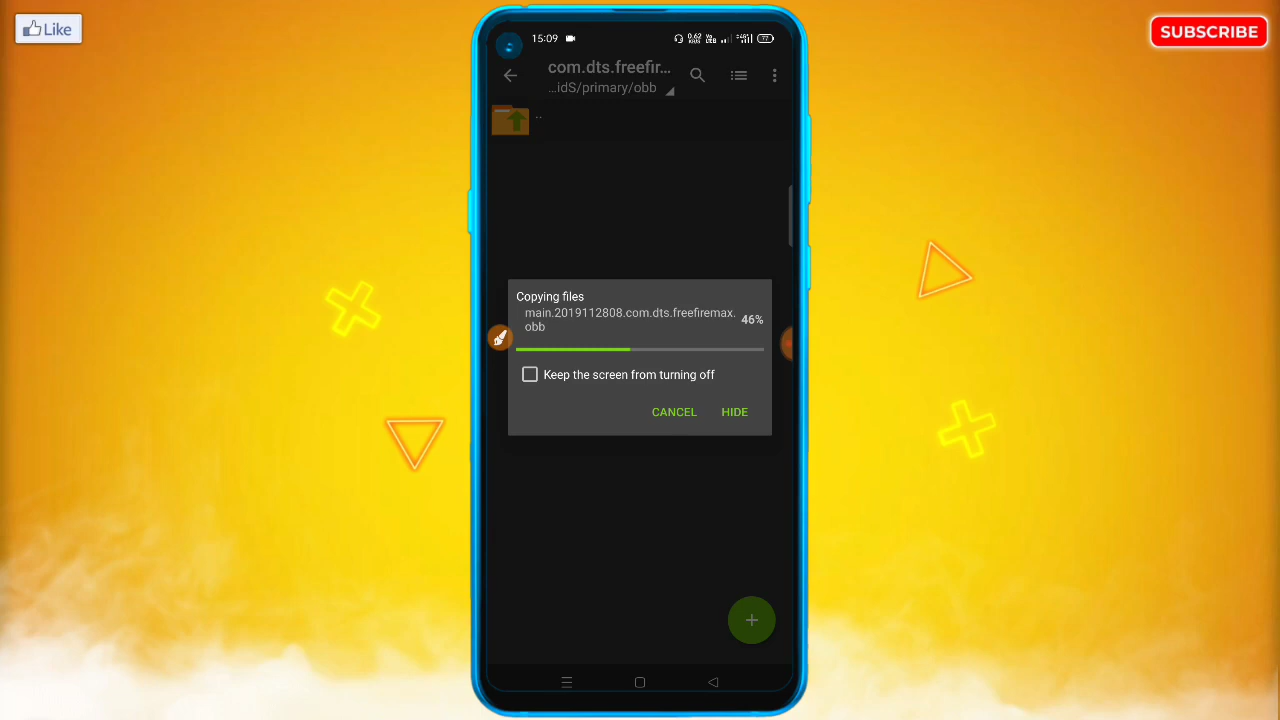 Like
SUBSCRIBE
15:09
com.dts.freefir...
...idS/primary/obb
..
Copying files
main.2019112808.com.dts.freefiremax.
obb
46%
Keep the screen from turning off
CANCEL HIDE